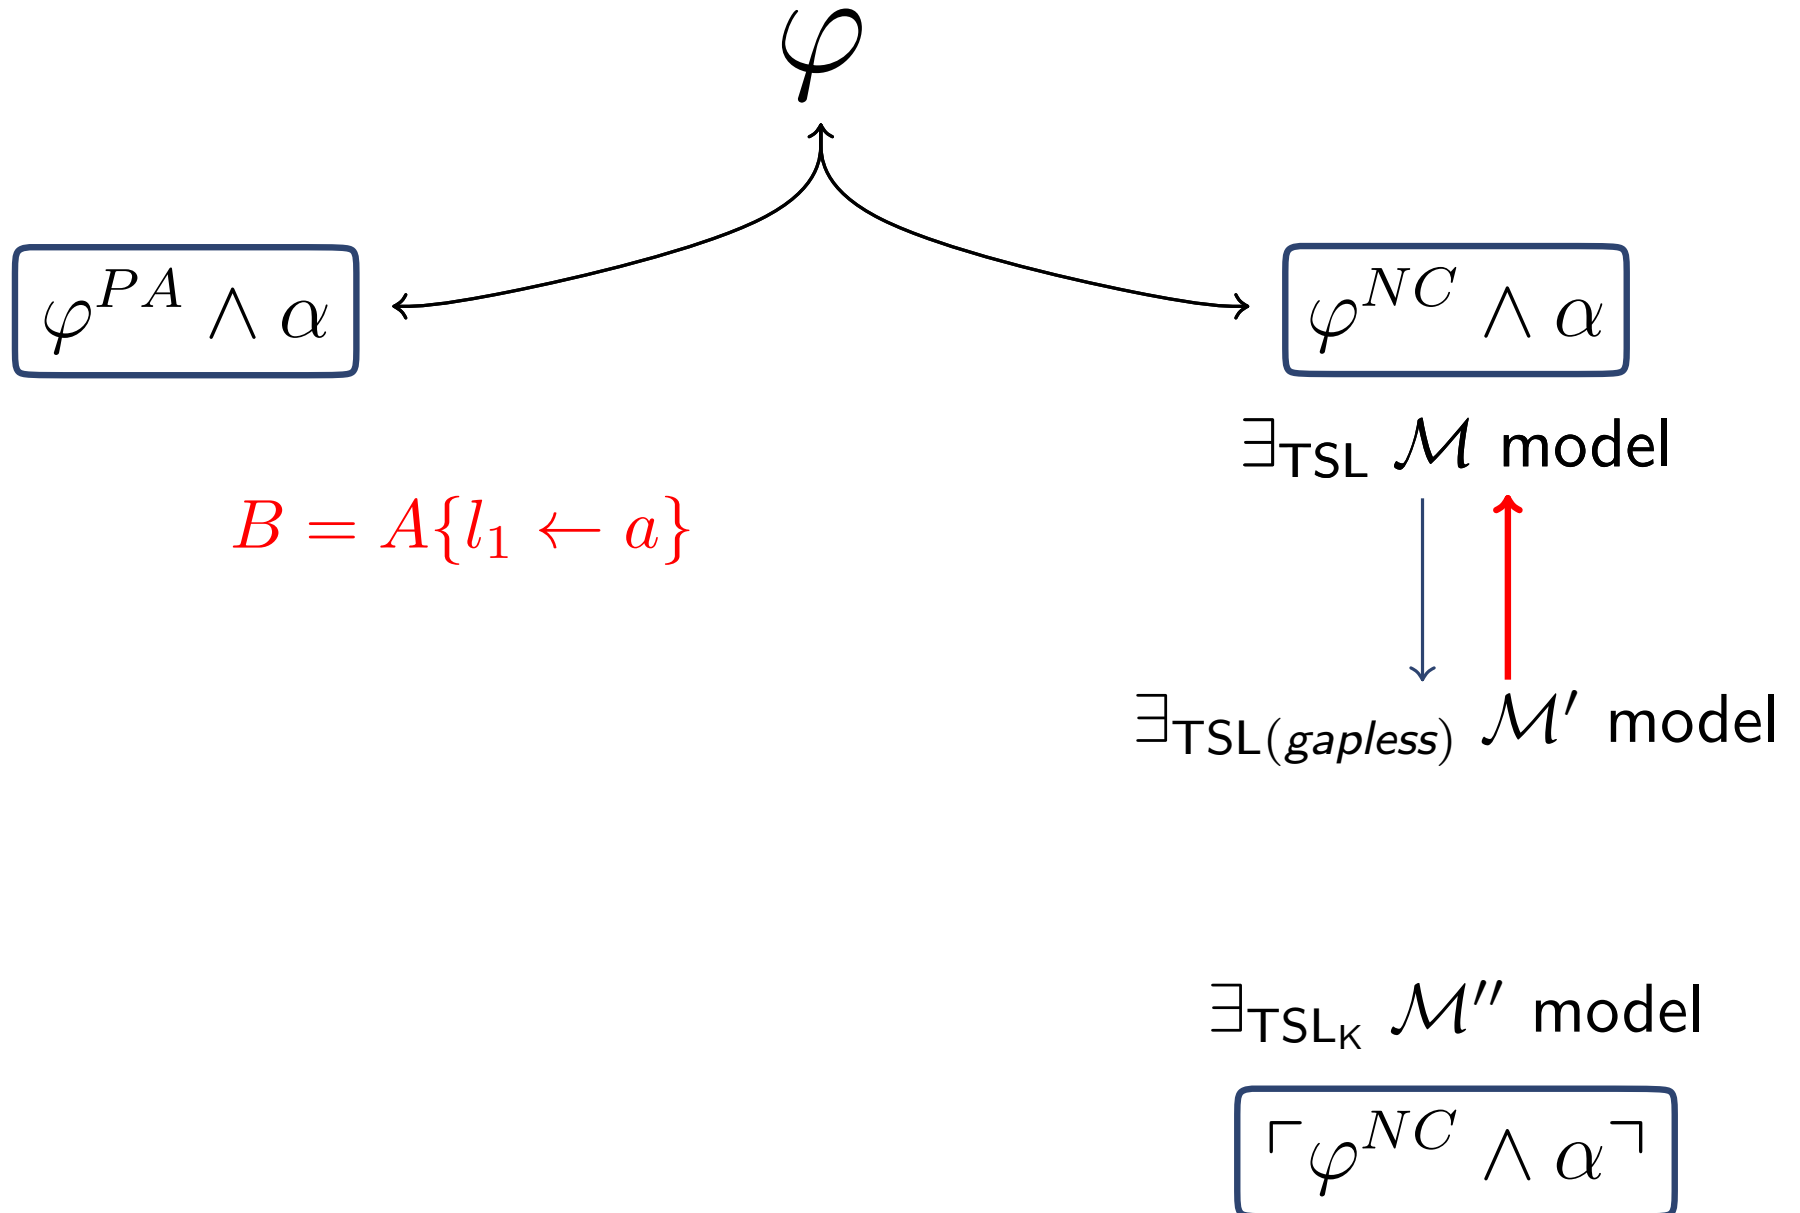 φ
φ^{PA} ∧ α
φ^{NC} ∧ α
∃_{TSL} ℳ model
B = A{l_1 ← a}
∃_{TSL(gapless)} ℳ′ model
∃_{TSL_K} ℳ″ model
⌜φ^{NC} ∧ α⌝